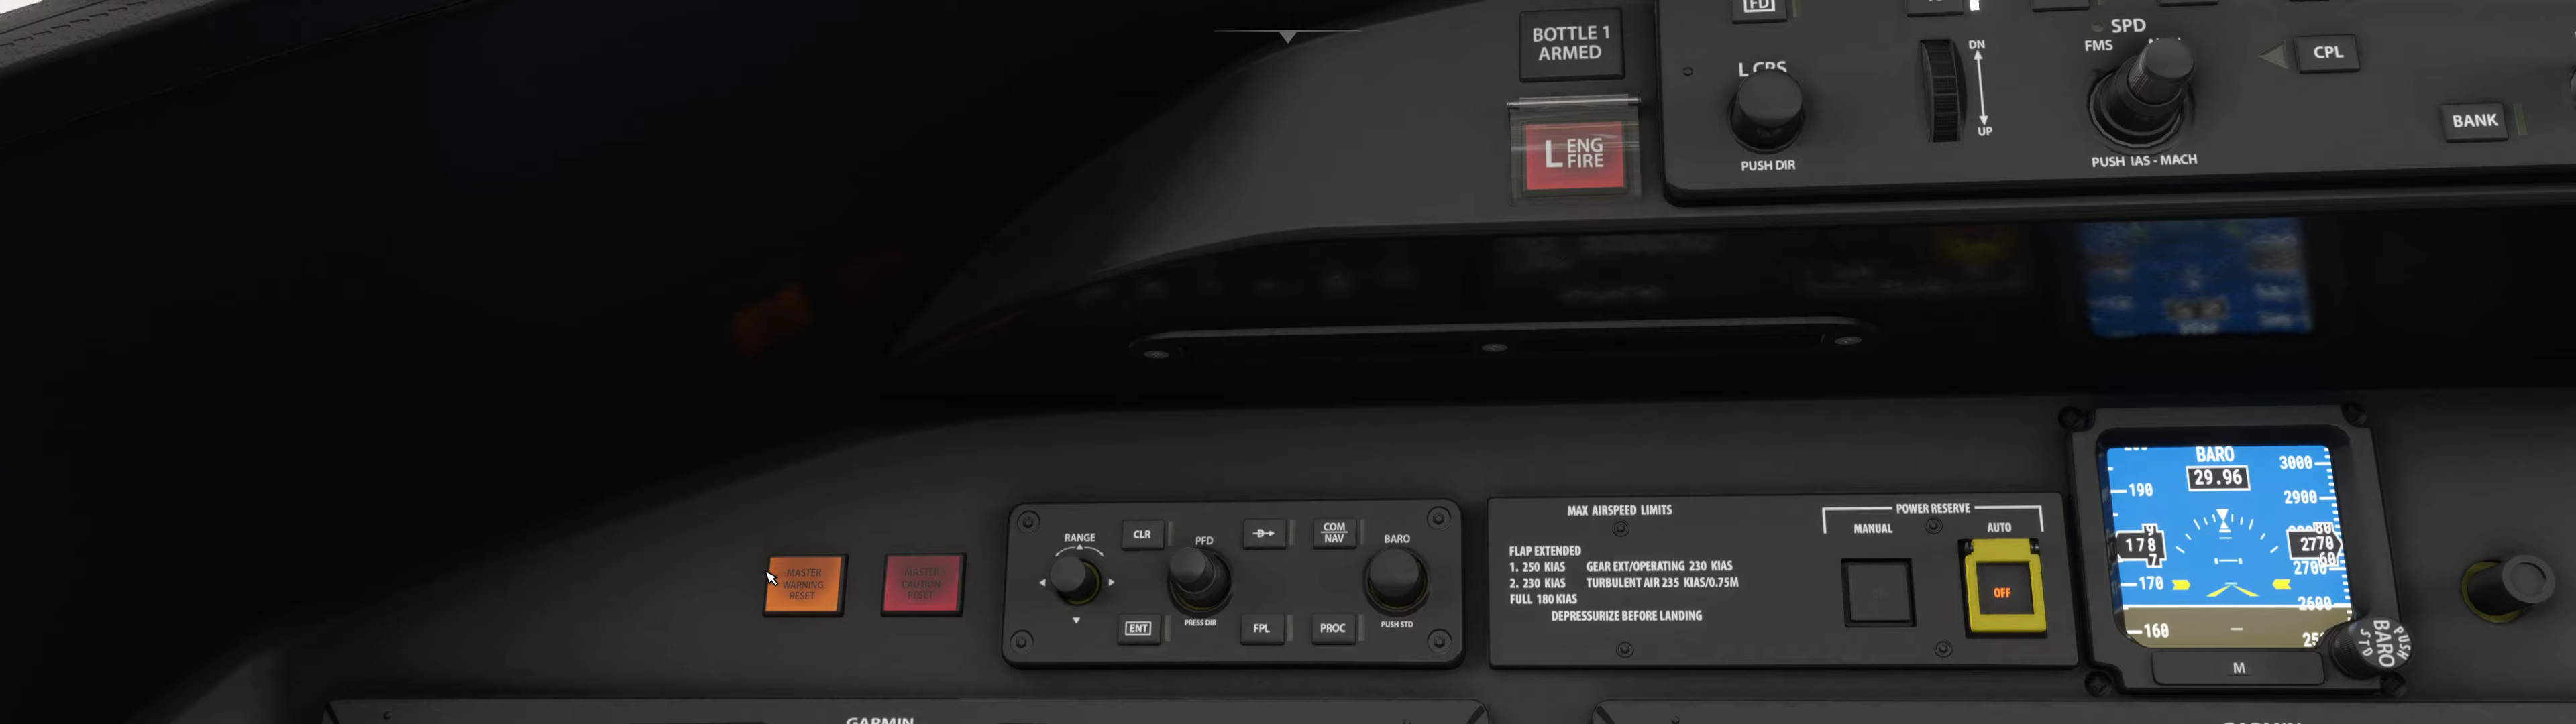 BOTTLE 1
ARMED
L ENG
FIRE
FD
L CRS
PUSH DIR
DN
UP
SPD
FMS
PUSH IAS - MACH
CPL
BANK
MASTER
WARNING
RESET
MASTER
CAUTION
RESET
RANGE
CLR
PFD
D
COM
NAV
BARO
ENT
PRESS DIR
FPL
PROC
PUSH STD
MAX AIRSPEED LIMITS
FLAP EXTENDED
1. 250 KIAS GEAR EXT/OPERATING 230 KIAS
2. 230 KIAS TURBULENT AIR 235 KIAS/0.75M
FULL 180 KIAS
DEPRESSURIZE BEFORE LANDING
POWER RESERVE
MANUAL
AUTO
OFF
BARO
29.96
3000
190
2900
178
2770
2700
170
2600
160
M
PUSH
BARO
STD
GARMIN